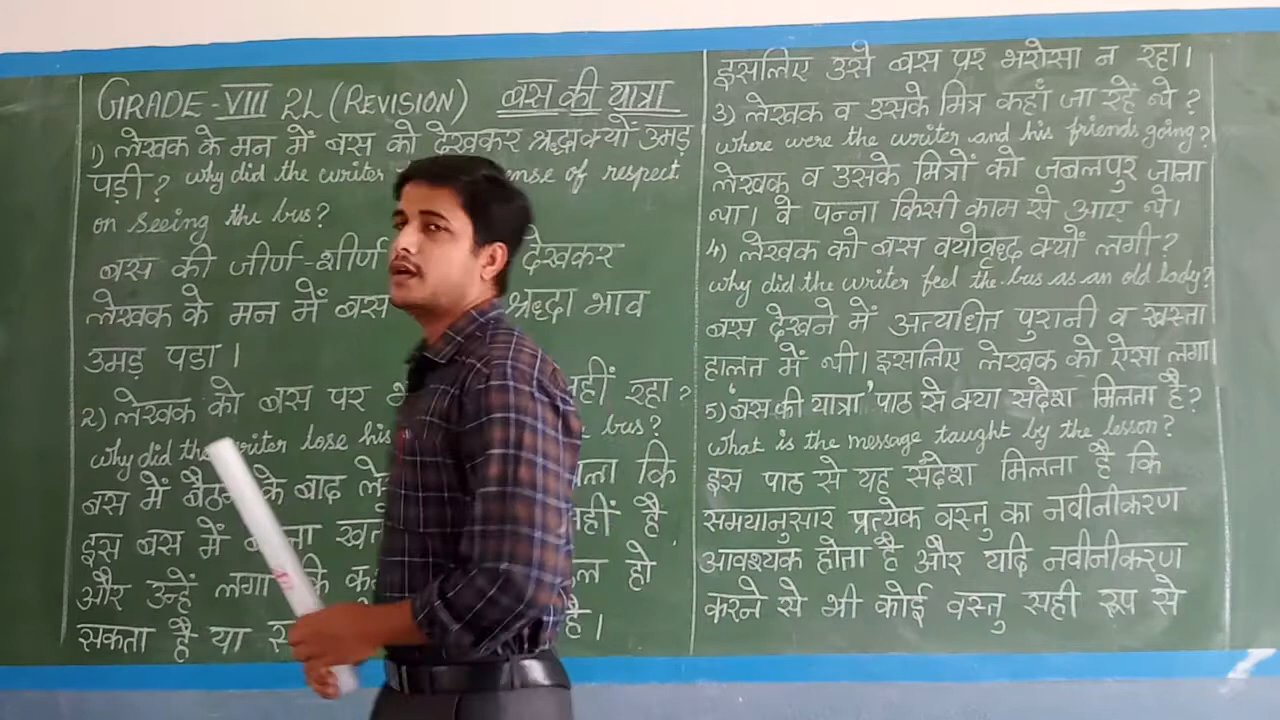 GRADE-VIII 2L (REVISION) बस की यात्रा
1) लेखक के मन में बस को देखकर श्रद्धा क्यों उमड़
पड़ी? why did the writer sense of respect
on seeing the bus?
बस की जीर्ण-शीर्ण देखकर
लेखक के मन में बस श्रद्धा भाव
उमड़ पडा।
2) लेखक को बस पर नहीं रहा?
why did the writer lose his bus?
बस में बैठने के बाद कि
इस बस में नहीं है
और उन्हें लगा कि हो
सकता है या है।
इसलिए उसे बस पर भरोसा न रहा।
3) लेखक व उसके मित्र कहाँ जा रहें थे?
where were the writer and his friends going?
लेखक व उसके मित्रों को जबलपुर जाना
था। वे पन्ना किसी काम से आए थे।
4) लेखक को बस वयोवृध्द क्यों लगी?
why did the writer feel the bus as an old lady?
बस देखने में अत्यधित पुरानी व खस्ता
हालत में थी। इसलिए लेखक को ऐसा लगा
5) 'बस की यात्रा' पाठ से क्या संदेश मिलता है?
what is the message taught by the lesson?
इस पाठ से यह संदेश मिलता है कि
समयानुसार प्रत्येक वस्तु का नवीनीकरण
आवश्यक होता है और यदि नवीनीकरण
करने से भी कोई वस्तु सही रूप से